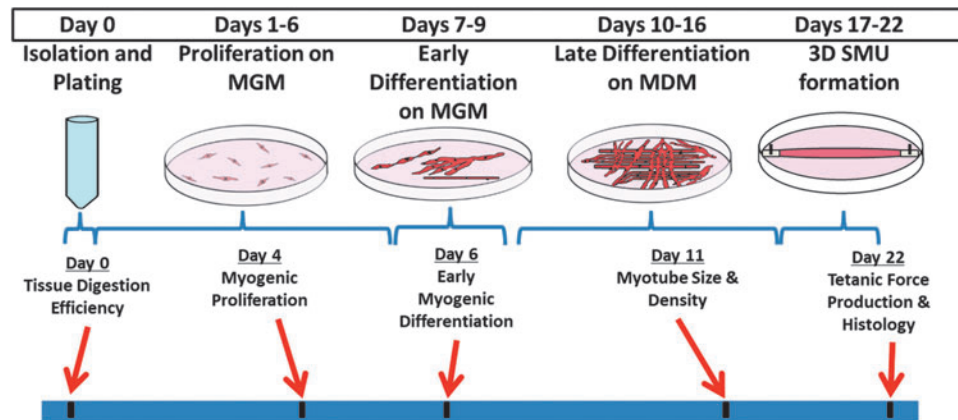 Day 0
Days 1-6
Days 7-9
Days 10-16
Days 17-22
Isolation and
Plating
Proliferation on
MGM
Early
Differentiation
on MGM
Late Differentiation
on MDM
3D SMU
formation
Day 0
Tissue Digestion
Efficiency
Day 4
Myogenic
Proliferation
Day 6
Early
Myogenic
Differentiation
Day 11
Myotube Size &
Density
Day 22
Tetanic Force
Production &
Histology